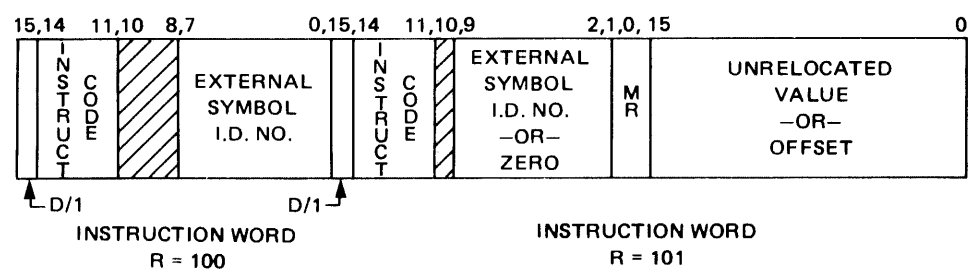 15,14 11,10 8,7 0,15,14 11,10,9 2,1,0, 15 0
INSTRUCT
CODE
EXTERNAL
SYMBOL
I.D. NO.
INSTRUCT
CODE
EXTERNAL
SYMBOL
I.D. NO.
—OR—
ZERO
MR
UNRELOCATED
VALUE
—OR—
OFFSET
D/1
D/1
INSTRUCTION WORD
R = 100
INSTRUCTION WORD
R = 101